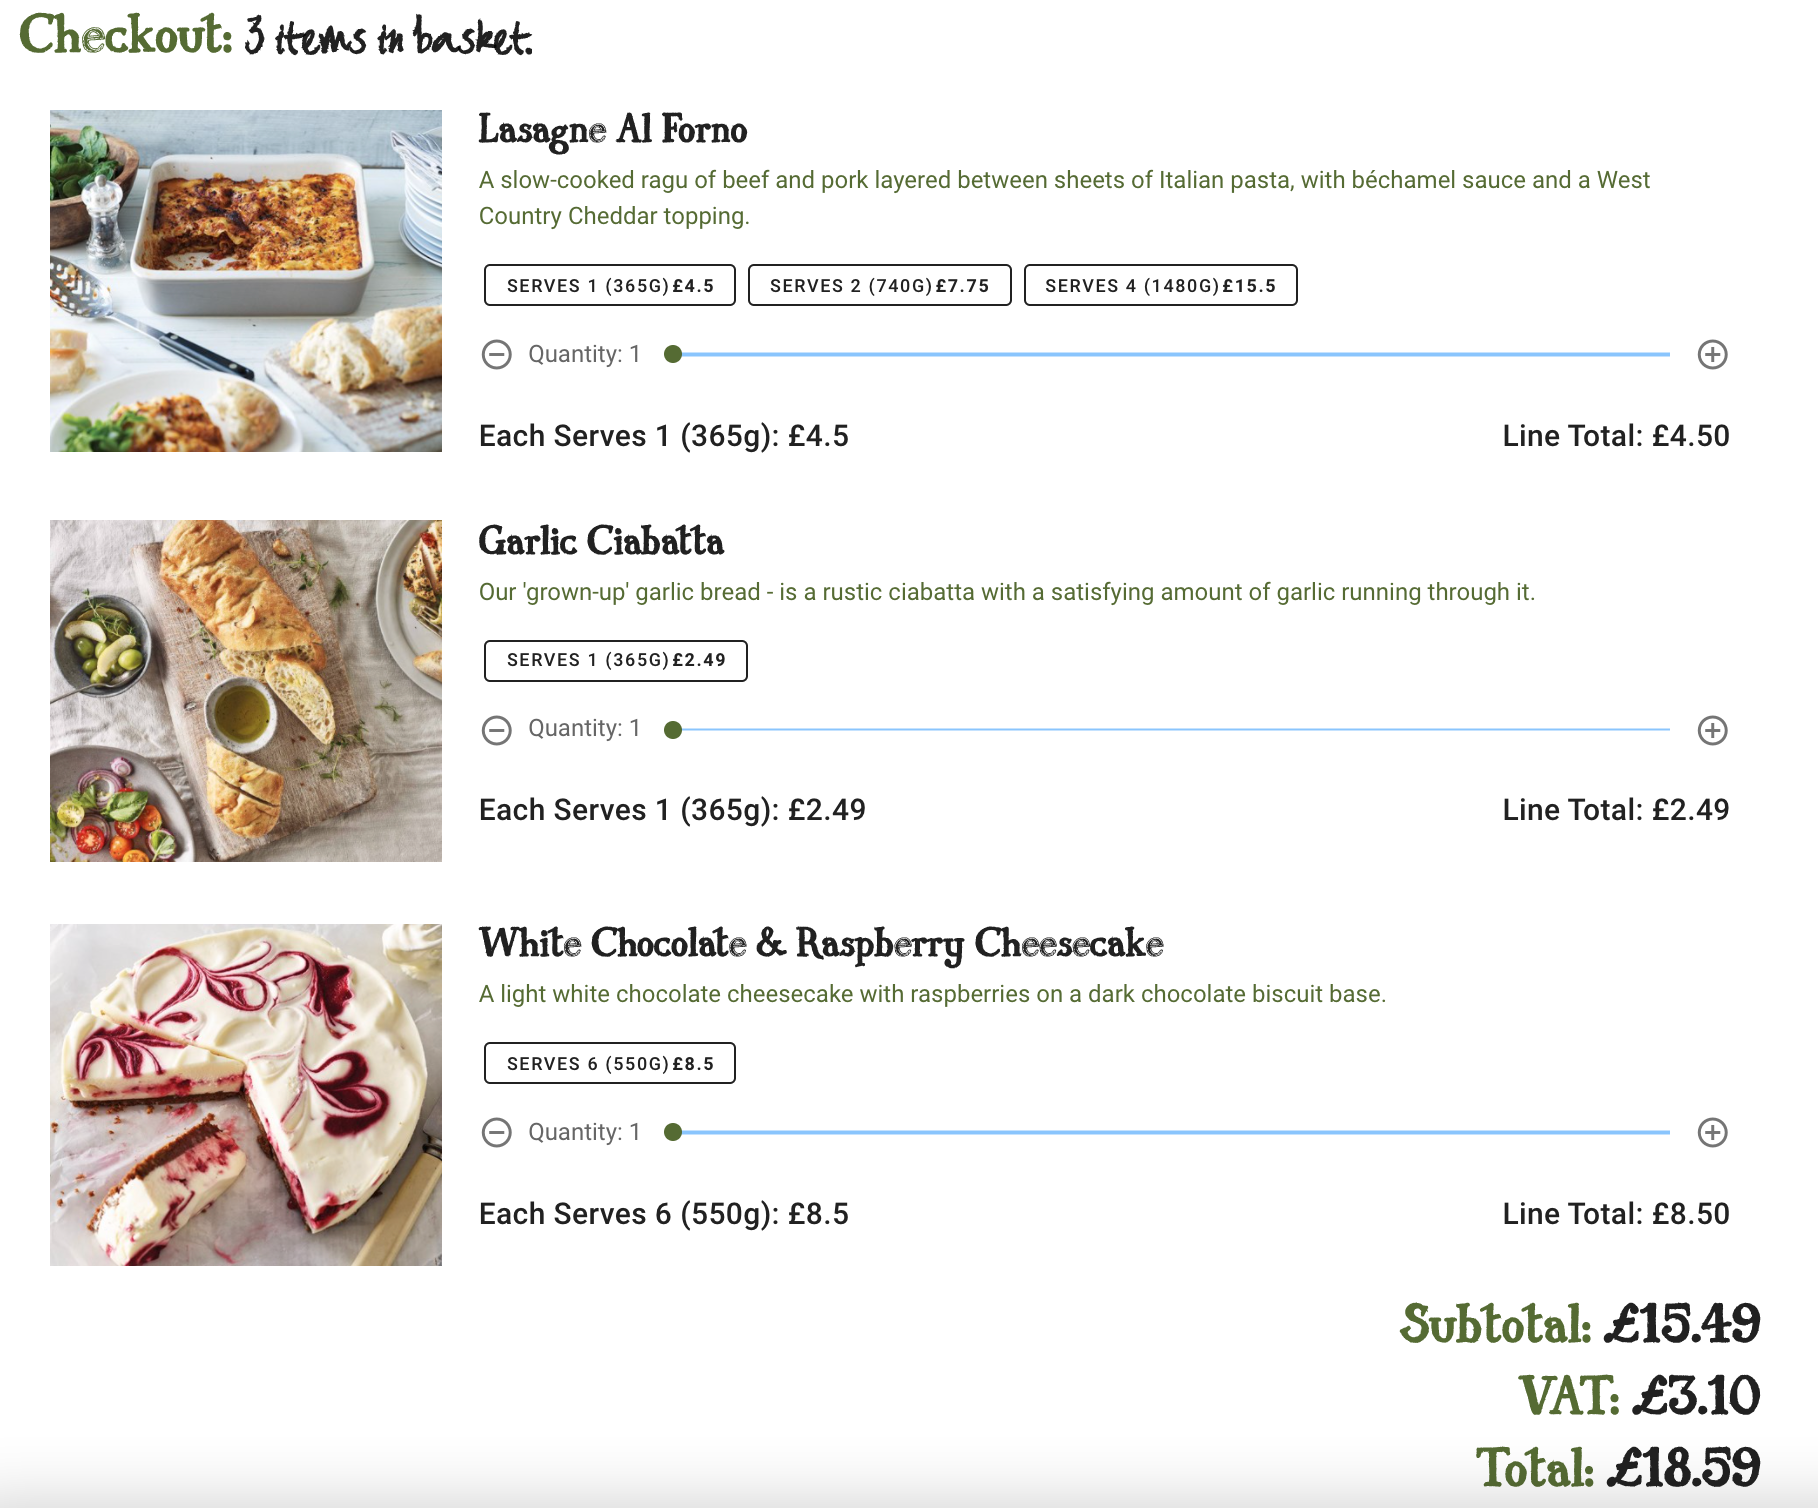 Checkout: 3 items in basket.
Lasagne Al Forno
A slow-cooked ragu of beef and pork layered between sheets of Italian pasta, with béchamel sauce and a West
Country Cheddar topping.
SERVES 1 (365G) £4.5 SERVES 2 (740G) £7.75 SERVES 4 (1480G) £15.5
Quantity: 1
Each Serves 1 (365g): £4.5 Line Total: £4.50
Garlic Ciabatta
Our 'grown-up' garlic bread - is a rustic ciabatta with a satisfying amount of garlic running through it.
SERVES 1 (365G) £2.49
Quantity: 1
Each Serves 1 (365g): £2.49 Line Total: £2.49
White Chocolate & Raspberry Cheesecake
A light white chocolate cheesecake with raspberries on a dark chocolate biscuit base.
SERVES 6 (550G) £8.5
Quantity: 1
Each Serves 6 (550g): £8.5 Line Total: £8.50
Subtotal: £15.49
VAT: £3.10
Total: £18.59